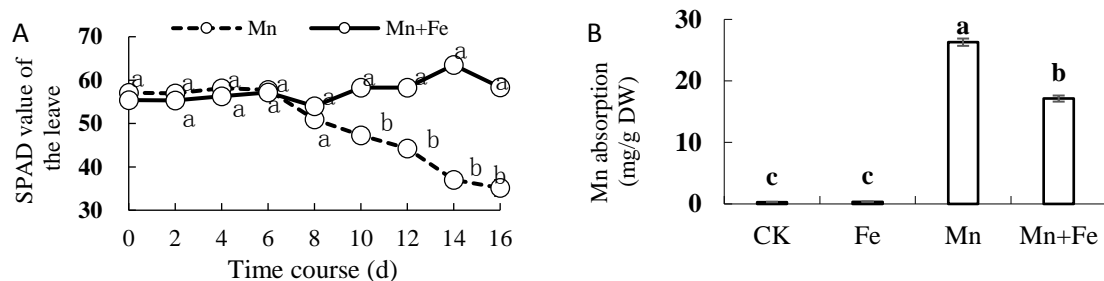 A
B
Mn
Mn+Fe
SPAD value of
the leave
70
60
50
40
30
a a a a a a a a a
a a a a b b b b
0 2 4 6 8 10 12 14 16
Time course (d)
Mn absorption
(mg/g DW)
30
20
10
0
c c a b
CK Fe Mn Mn+Fe